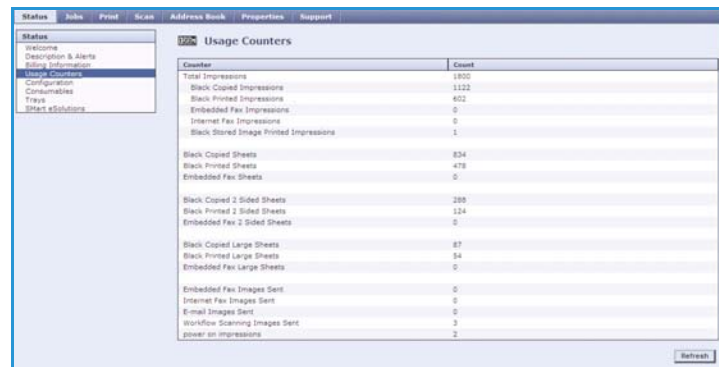 Status Jobs Print Scan Address Book Properties Support
Status
Welcome
Description & Alerts
Billing Information
Usage Counters
Configuration
Consumables
Trays
SMart eSolutions
Usage Counters
Counter Count
Total Impressions 1800
Black Copied Impressions 1122
Black Printed Impressions 602
Embedded Fax Impressions 0
Internet Fax Impressions 0
Black Stored Image Printed Impressions 1
Black Copied Sheets 834
Black Printed Sheets 478
Embedded Fax Sheets 0
Black Copied 2 Sided Sheets 288
Black Printed 2 Sided Sheets 124
Embedded Fax 2 Sided Sheets 0
Black Copied Large Sheets 87
Black Printed Large Sheets 54
Embedded Fax Large Sheets 0
Embedded Fax Images Sent 0
Internet Fax Images Sent 0
E-mail Images Sent 0
Workflow Scanning Images Sent 3
power on impressions 2
Refresh